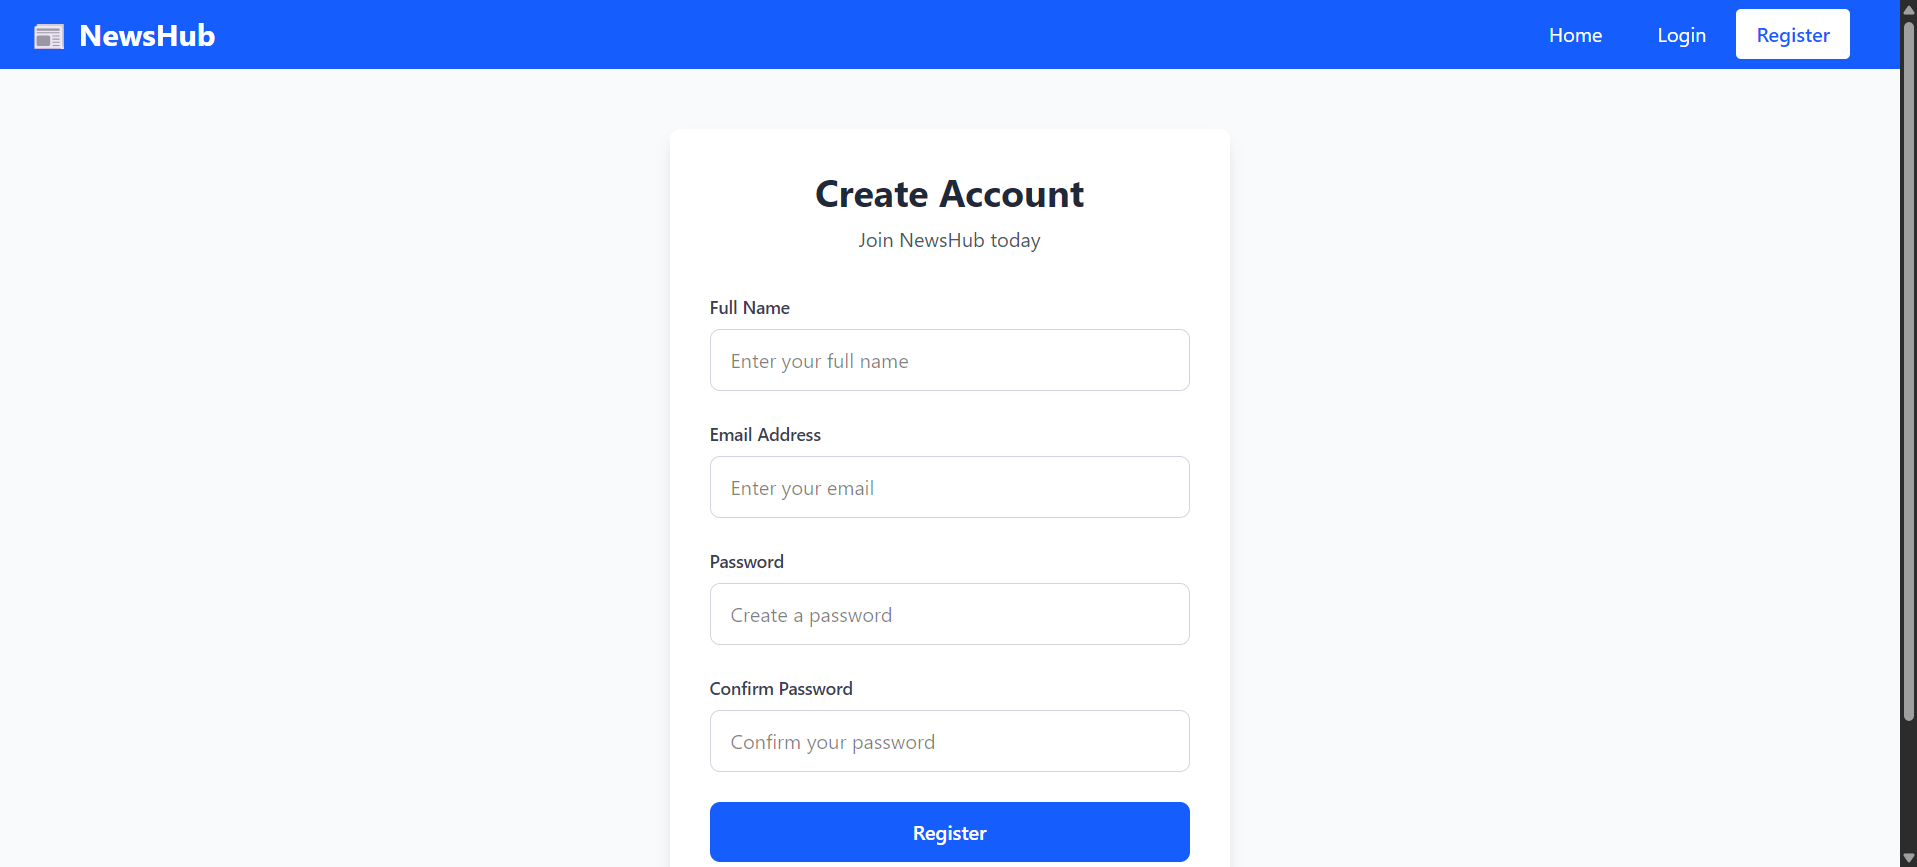 NewsHub
Home Login Register
Create Account
Join NewsHub today
Full Name
Enter your full name
Email Address
Enter your email
Password
Create a password
Confirm Password
Confirm your password
Register